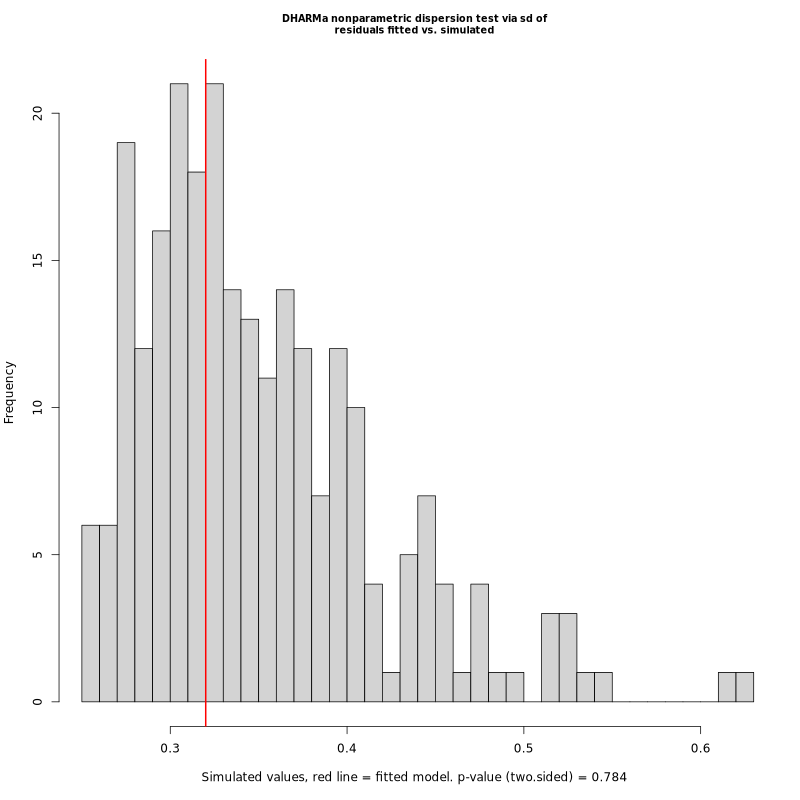 DHARMa nonparametric dispersion test via sd of
residuals fitted vs. simulated
20
15
10
5
0
Frequency
0.3 0.4 0.5 0.6
Simulated values, red line = fitted model. p-value (two.sided) = 0.784